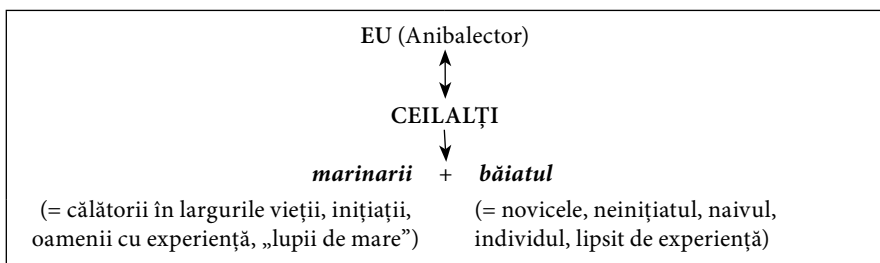 EU (Anibalector)
CEILALȚI
marinarii + băiatul
(= călătorii în largurile vieții, inițiații,
oamenii cu experiență, „lupii de mare”)
(= novicele, neinițiatul, naivul,
individul, lipsit de experiență)